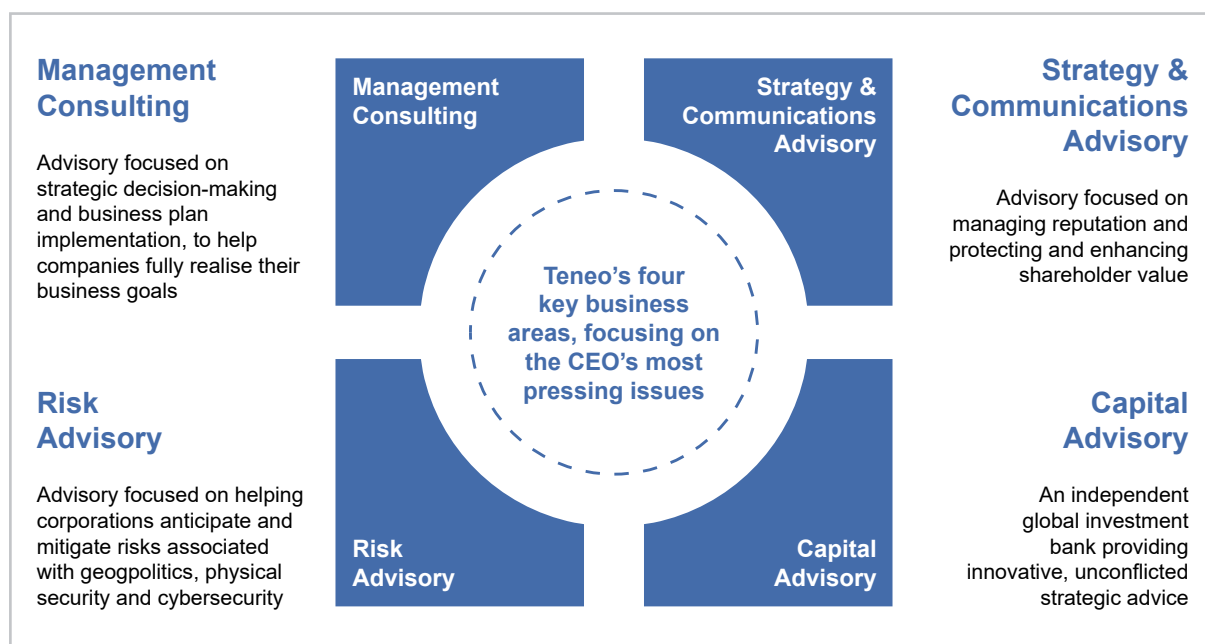 Management
Consulting
Advisory focused on
strategic decision-making
and business plan
implementation, to help
companies fully realise their
business goals
Management
Consulting
Strategy &
Communications
Advisory
Strategy &
Communications
Advisory
Advisory focused on
managing reputation and
protecting and enhancing
shareholder value
Teneo’s four
key business
areas, focusing on
the CEO’s most
pressing issues
Risk
Advisory
Advisory focused on helping
corporations anticipate and
mitigate risks associated
with geogpolitics, physical
security and cybersecurity
Risk
Advisory
Capital
Advisory
Capital
Advisory
An independent
global investment
bank providing
innovative, unconflicted
strategic advice